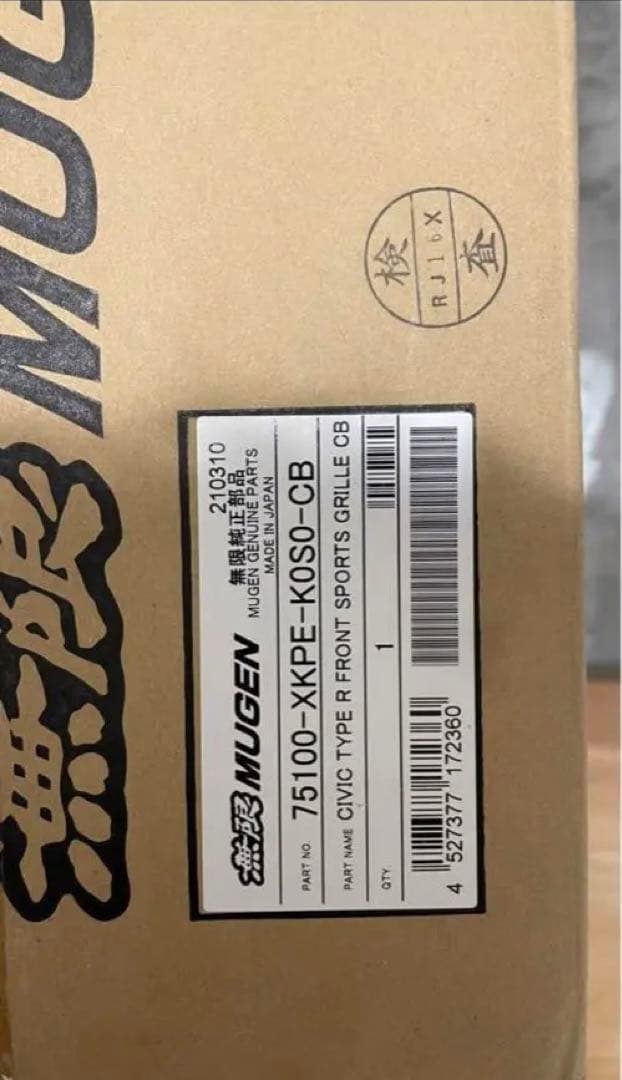 無限 MUG
検
RJ16X
査
210310
無限 MUGEN 無限純正部品
MUGEN GENUINE PARTS
MADE IN JAPAN
PART NO. 75100-XKPE-K0S0-CB
PART NAME CIVIC TYPE R FRONT SPORTS GRILLE CB
QTY. 1
4 527377 172360